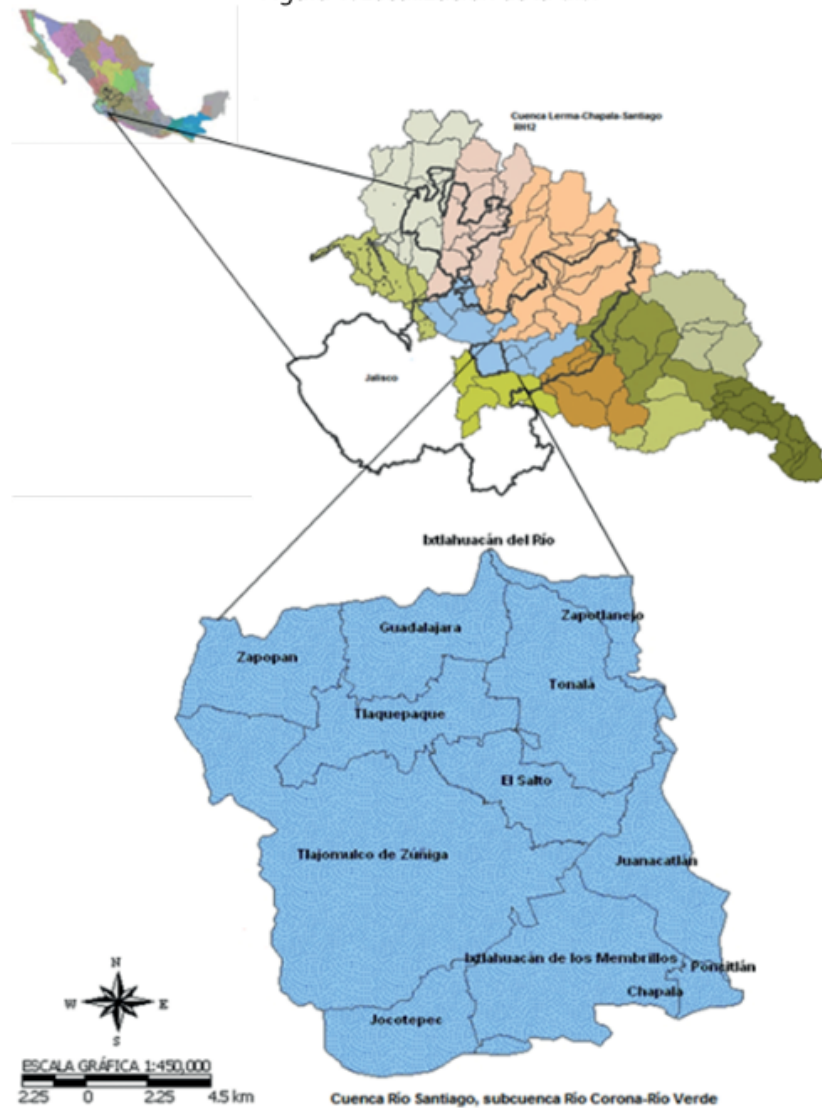 Cuenca Lerma-Chapala-Santiago
RH12
Jalisco
Ixtlahuacán del Río
Zapotlanejo
Guadalajara
Zapopan
Tonalá
Tlaquepaque
El Salto
Tlajomulco de Zúñiga
Juanacatlán
Ixtlahuacán de los Membrillos
Poncitlán
Chapala
Jocotepec
N
W E
S
ESCALA GRÁFICA 1:450,000
2.25 0 2.25 4.5 km
Cuenca Río Santiago, subcuenca Río Corona-Río Verde